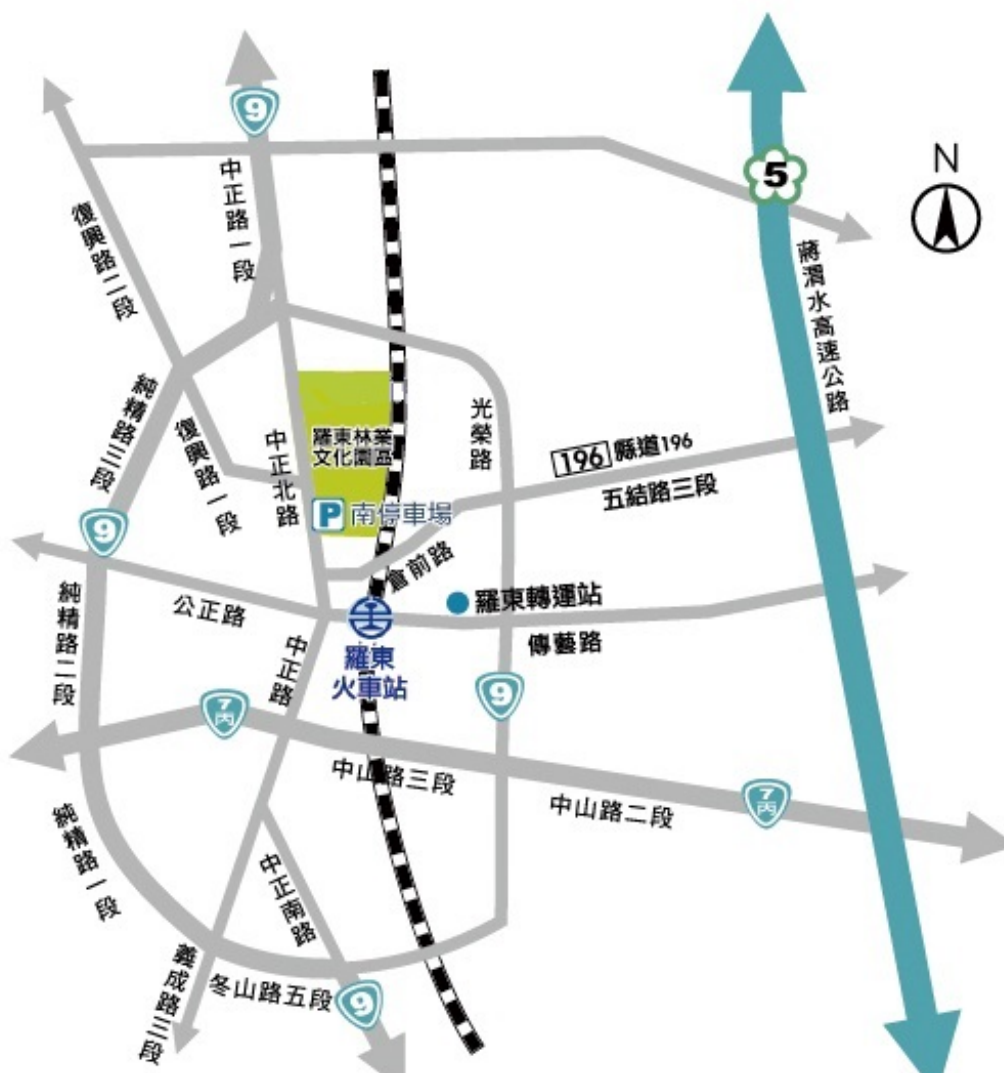 9
中正路一段
復興路二段
5
N
蔣渭水高速公路
純精路三段
復興路一段
中正北路
羅東林業
文化園區
光榮路
196 縣道196
五結路三段
P 南停車場
9
倉前路
公正路
羅東轉運站
傳藝路
純精路二段
中正路
羅東
火車站
9
7丙
中山路三段
中山路二段
7丙
純精路一段
中正南路
義成路三段
冬山路五段
9